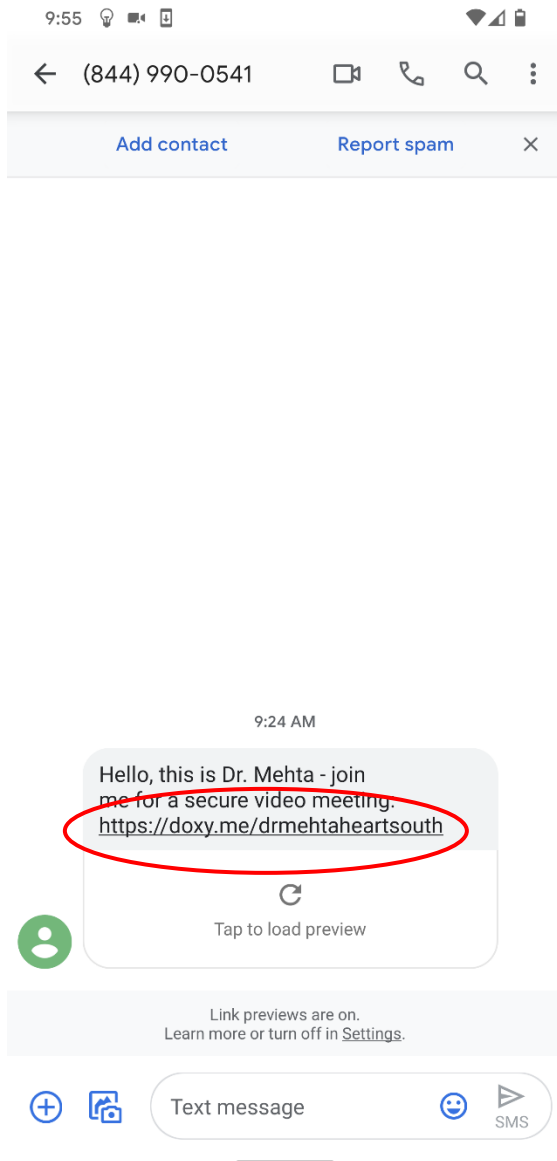 9:55
(844) 990-0541
Add contact
Report spam
9:24 AM
Hello, this is Dr. Mehta - join
me for a secure video meeting:
https://doxy.me/drmehtaheartsouth
Tap to load preview
Link previews are on.
Learn more or turn off in Settings.
Text message
SMS